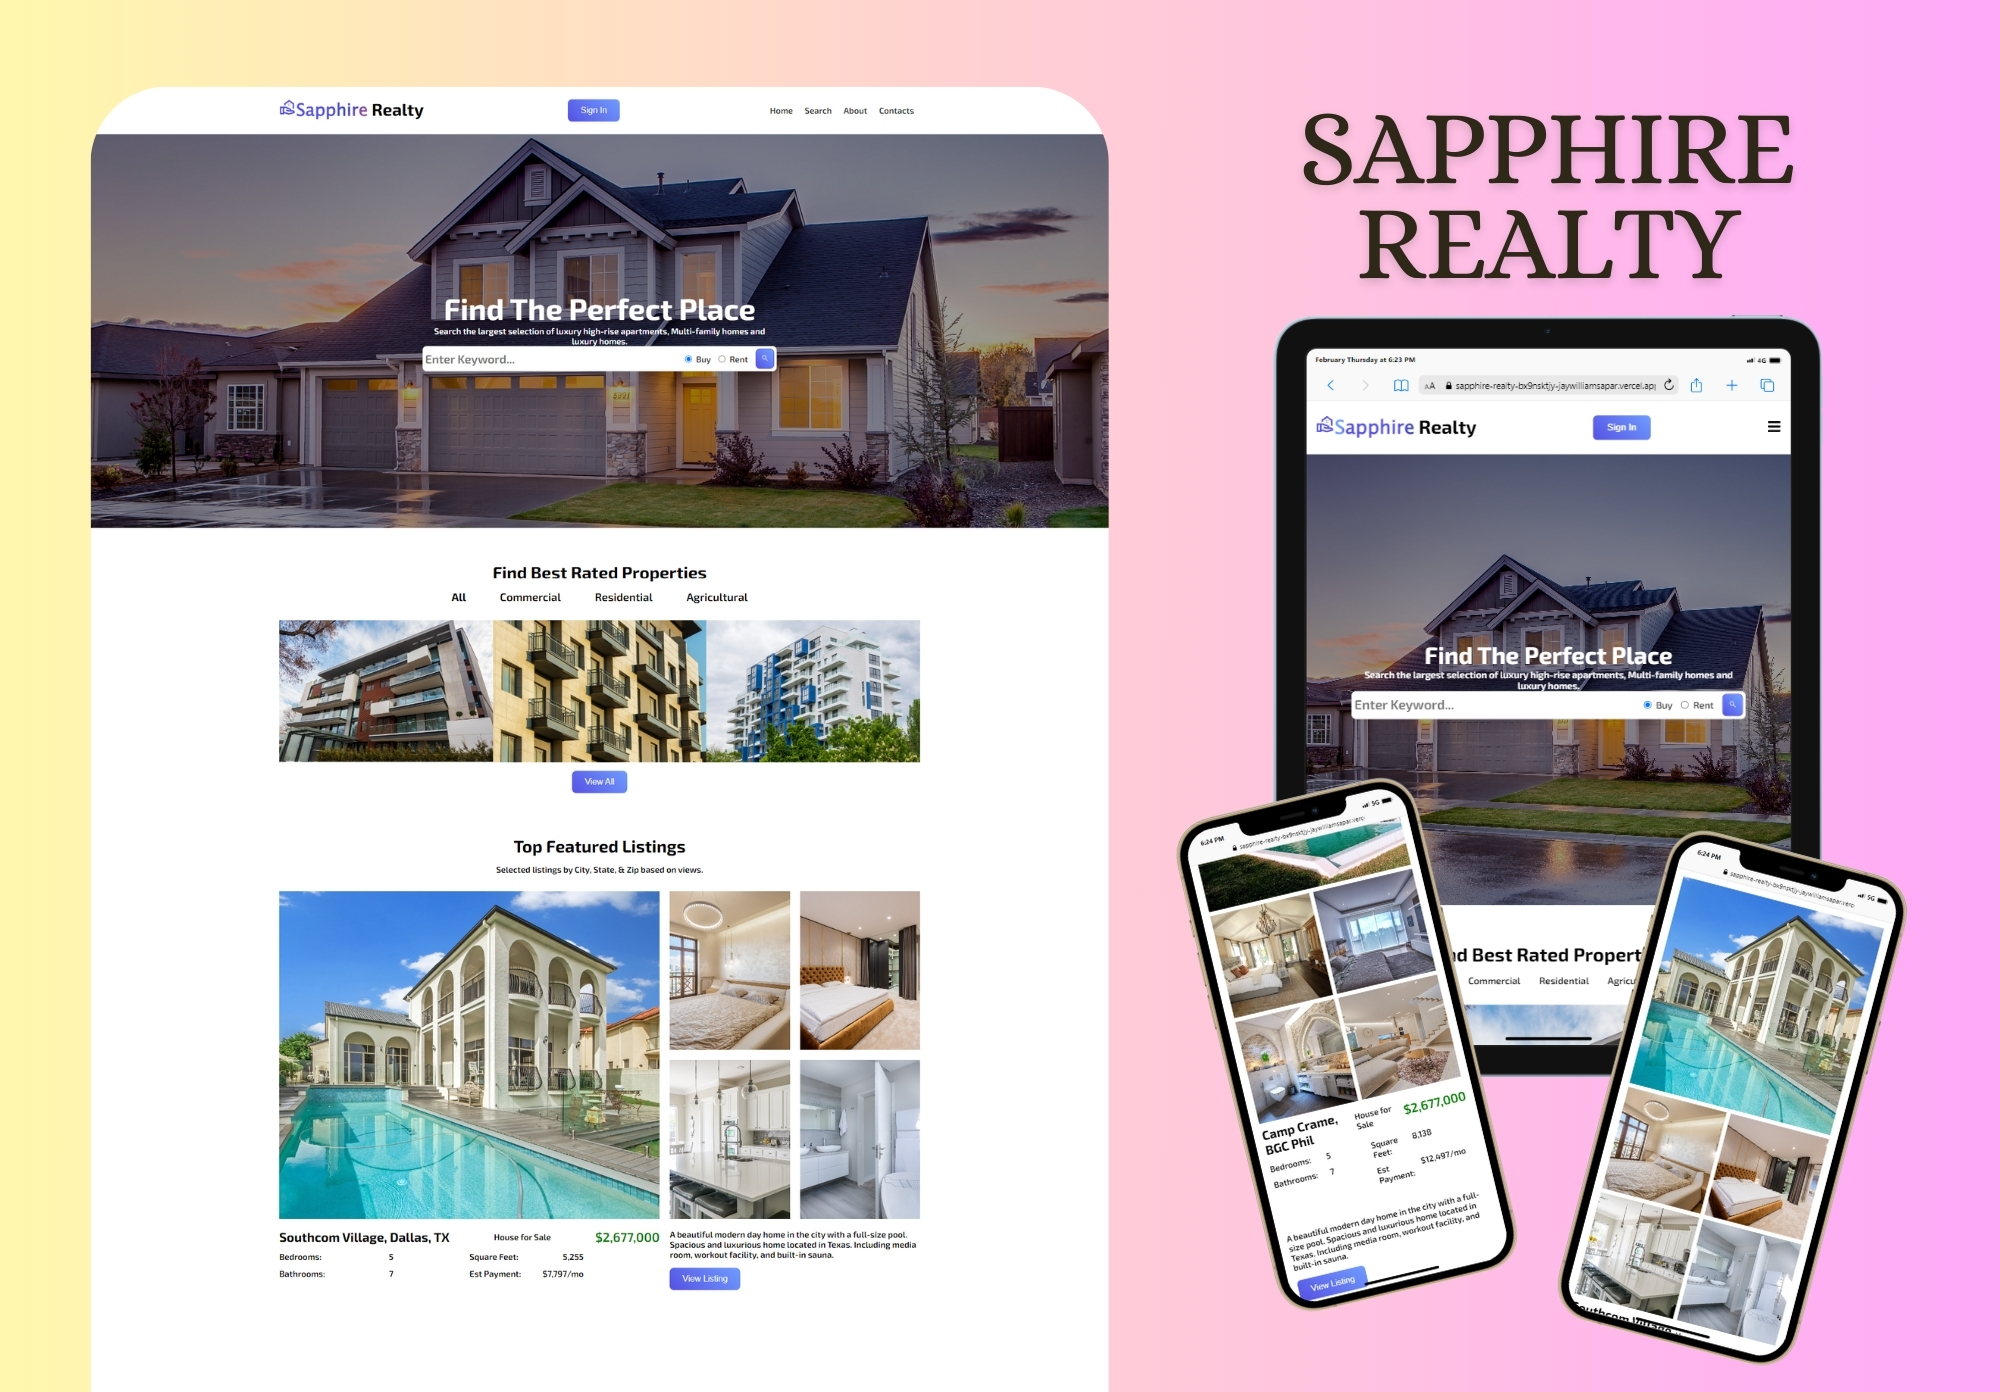 Sapphire Realty
Sign In
Home Search About Contacts
Find The Perfect Place
Search the largest selection of luxury high-rise apartments, Multi-family homes and
luxury homes.
Enter Keyword...
Buy Rent
Find Best Rated Properties
All Commercial Residential Agricultural
View All
Top Featured Listings
Selected listings by City, State, & Zip based on views.
Southcom Village, Dallas, TX
House for Sale
$2,677,000
Bedrooms: 5
Square Feet: 5,255
Bathrooms: 7
Est Payment: $7,797/mo
A beautiful modern day home in the city with a full-size pool.
Spacious and luxurious home located in Texas. Including media
room, workout facility, and built-in sauna.
View Listing
SAPPHIRE
REALTY
February Thursday at 6:23 PM
4G
AA sapphire-realty-bx9nsktjy-jaywilliamsapar.vercel.app
Sapphire Realty
Sign In
Find The Perfect Place
Search the largest selection of luxury high-rise apartments, Multi-family homes and
luxury homes.
Enter Keyword...
Buy Rent
nd Best Rated Propert
Commercial Residential Agricu
6:24 PM
5G
sapphire-realty-bx9nsktjy-jaywilliamsapar.verc
Camp Crame,
BGC Phil
House for
Sale
$2,677,000
Bedrooms: 5
Square
Feet:
8,138
Bathrooms: 7
Est
Payment:
$12,497/mo
A beautiful modern day home in the city with a full-
size pool. Spacious and luxurious home located in
Texas. Including media room, workout facility, and
built-in sauna.
View Listing
6:24 PM
5G
sapphire-realty-bx9nsktjy-jaywilliamsapar.verc
Southcom Village